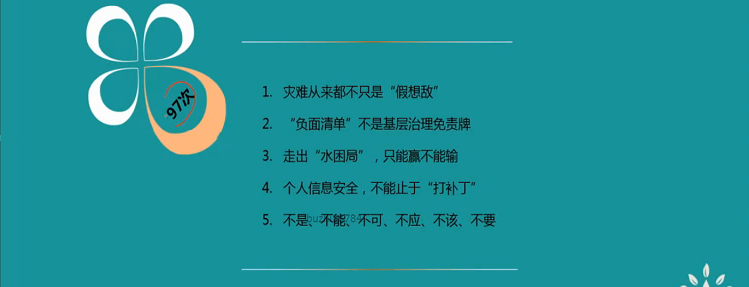 97次
1. 灾难从来都不只是“假想敌”
2. “负面清单”不是基层治理免责牌
3. 走出“水困局”，只能赢不能输
4. 个人信息安全，不能止于“打补丁”
5. 不是、不能、不可、不应、不该、不要